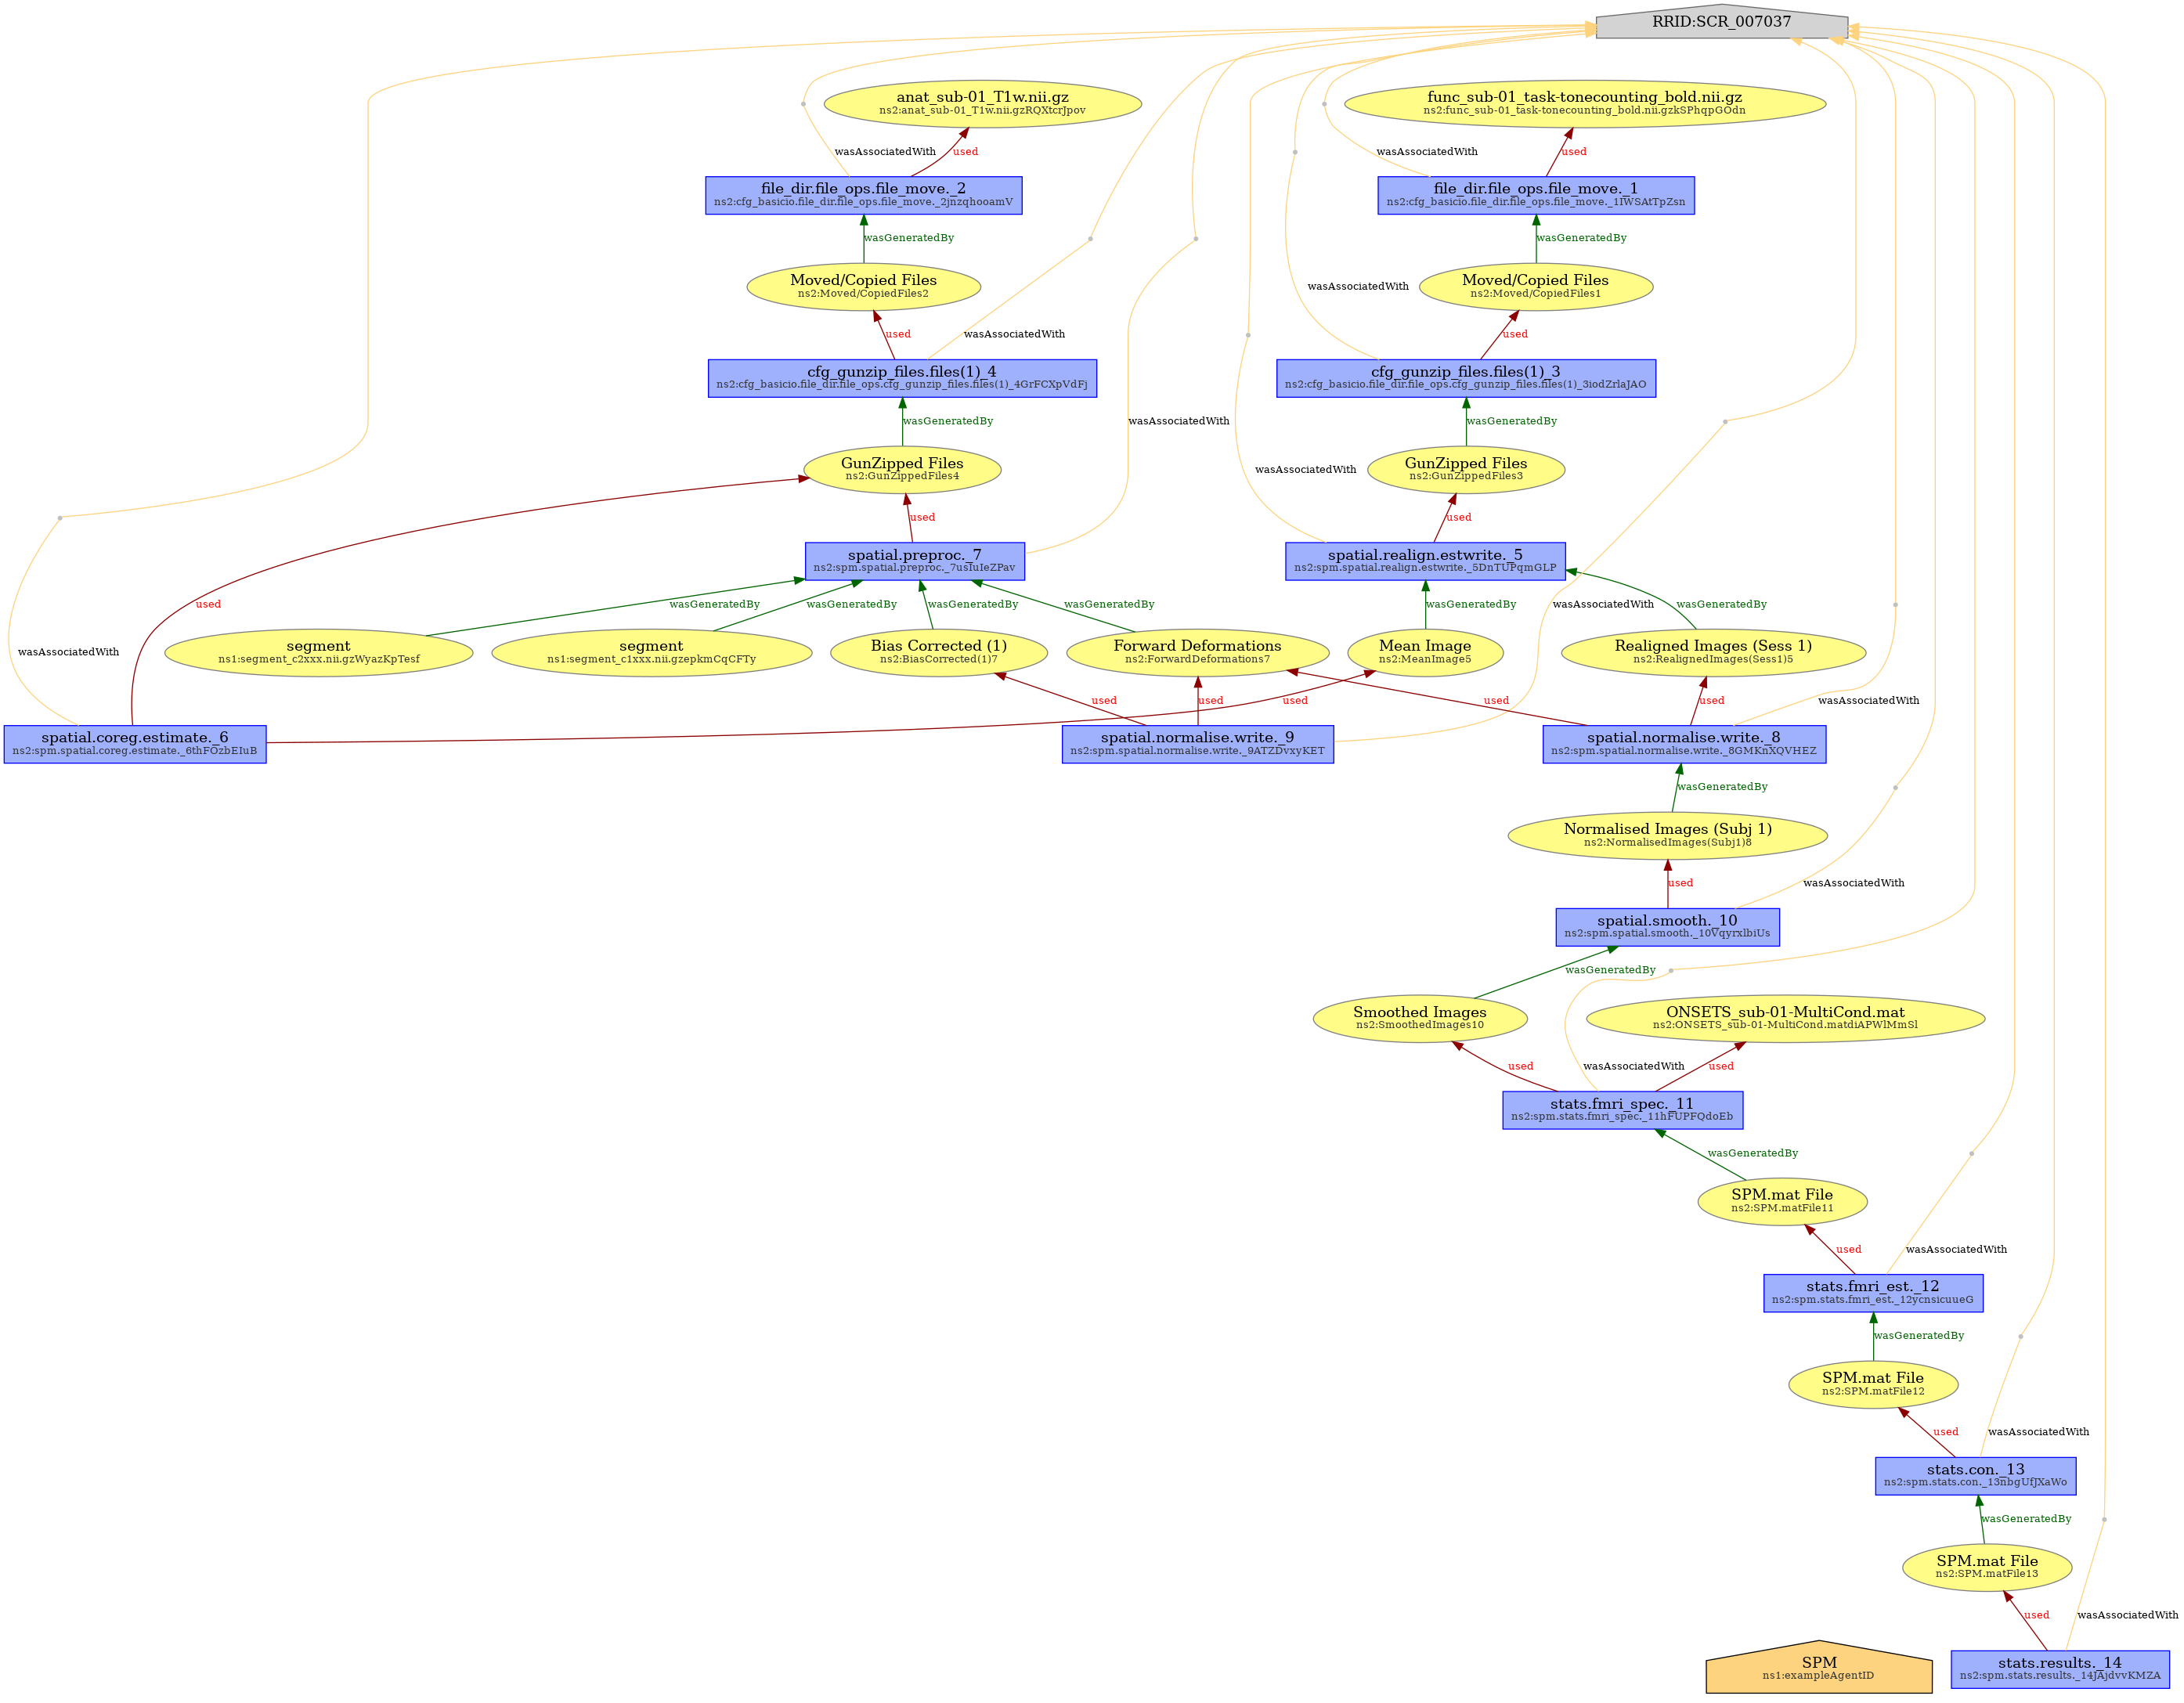 RRID:SCR_007037
anat_sub-01_T1w.nii.gz
ns2:anat_sub-01_T1w.nii.gzRQXtcrJpov
func_sub-01_task-tonecounting_bold.nii.gz
ns2:func_sub-01_task-tonecounting_bold.nii.gzkSPhqpGOdn
wasAssociatedWith
used
wasAssociatedWith
used
file_dir.file_ops.file_move._2
ns2:cfg_basicio.file_dir.file_ops.file_move._2jnzqhooamV
file_dir.file_ops.file_move._1
ns2:cfg_basicio.file_dir.file_ops.file_move._1IWSAtTpZsn
wasGeneratedBy
wasGeneratedBy
Moved/Copied Files
ns2:Moved/CopiedFiles2
wasAssociatedWith
Moved/Copied Files
ns2:Moved/CopiedFiles1
used
wasAssociatedWith
used
cfg_gunzip_files.files(1)_4
ns2:cfg_basicio.file_dir.file_ops.cfg_gunzip_files.files(1)_4GrFCXpVdFj
cfg_gunzip_files.files(1)_3
ns2:cfg_basicio.file_dir.file_ops.cfg_gunzip_files.files(1)_3iodZrlaJAO
wasGeneratedBy
wasAssociatedWith
wasGeneratedBy
GunZipped Files
ns2:GunZippedFiles4
wasAssociatedWith
GunZipped Files
ns2:GunZippedFiles3
used
used
spatial.preproc._7
ns2:spm.spatial.preproc._7usIuIeZPav
spatial.realign.estwrite._5
ns2:spm.spatial.realign.estwrite._5DnTUPqmGLP
used
wasGeneratedBy
wasGeneratedBy
wasGeneratedBy
wasGeneratedBy
wasGeneratedBy
wasAssociatedWith
wasGeneratedBy
wasAssociatedWith
segment
ns1:segment_c2xxx.nii.gzWyazKpTesf
segment
ns1:segment_c1xxx.nii.gzepkmCqCFTy
Bias Corrected (1)
ns2:BiasCorrected(1)7
Forward Deformations
ns2:ForwardDeformations7
Mean Image
ns2:MeanImage5
Realigned Images (Sess 1)
ns2:RealignedImages(Sess1)5
used
used
used
used
used
wasAssociatedWith
spatial.coreg.estimate._6
ns2:spm.spatial.coreg.estimate._6thFOzbEIuB
spatial.normalise.write._9
ns2:spm.spatial.normalise.write._9ATZDvxyKET
spatial.normalise.write._8
ns2:spm.spatial.normalise.write._8GMKnXQVHEZ
wasGeneratedBy
Normalised Images (Subj 1)
ns2:NormalisedImages(Subj1)8
used
wasAssociatedWith
spatial.smooth._10
ns2:spm.spatial.smooth._10VqyrxlbiUs
wasGeneratedBy
Smoothed Images
ns2:SmoothedImages10
ONSETS_sub-01-MultiCond.mat
ns2:ONSETS_sub-01-MultiCond.matdiAPWlMmSl
used
wasAssociatedWith
used
stats.fmri_spec._11
ns2:spm.stats.fmri_spec._11hFUPFQdoEb
wasGeneratedBy
SPM.mat File
ns2:SPM.matFile11
used
wasAssociatedWith
stats.fmri_est._12
ns2:spm.stats.fmri_est._12ycnsicuueG
wasGeneratedBy
SPM.mat File
ns2:SPM.matFile12
used
wasAssociatedWith
stats.con._13
ns2:spm.stats.con._13nbgUfJXaWo
wasGeneratedBy
SPM.mat File
ns2:SPM.matFile13
used
wasAssociatedWith
SPM
ns1:exampleAgentID
stats.results._14
ns2:spm.stats.results._14JAjdvvKMZA